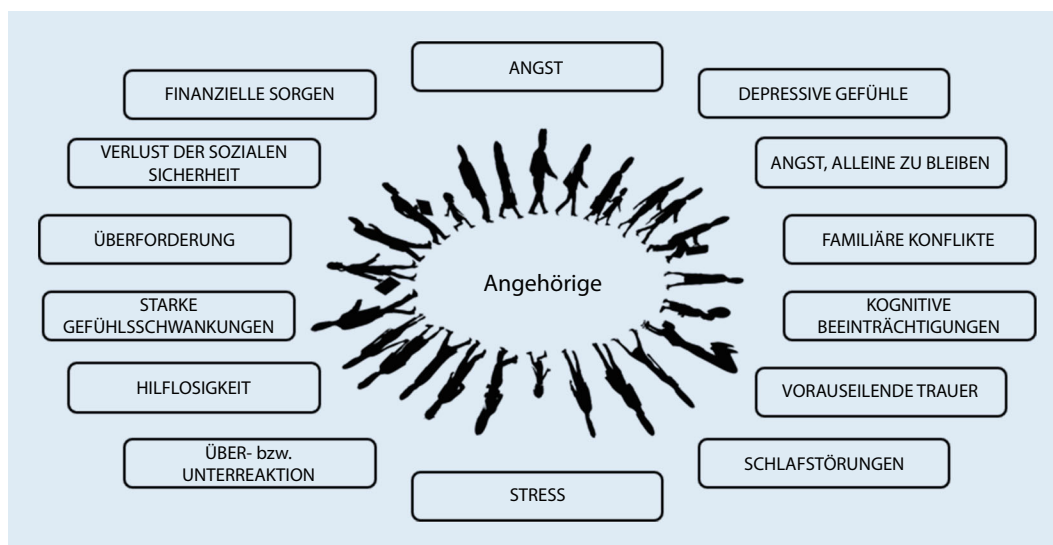 ANGST
FINANZIELLE SORGEN
DEPRESSIVE GEFÜHLE
VERLUST DER SOZIALEN
SICHERHEIT
ANGST, ALLEINE ZU BLEIBEN
ÜBERFORDERUNG
FAMILIÄRE KONFLIKTE
Angehörige
STARKE
GEFÜHLSSCHWANKUNGEN
KOGNITIVE
BEEINTRÄCHTIGUNGEN
HILFLOSIGKEIT
VORAUSEILENDE TRAUER
ÜBER- bzw.
UNTERREAKTION
SCHLAFSTÖRUNGEN
STRESS